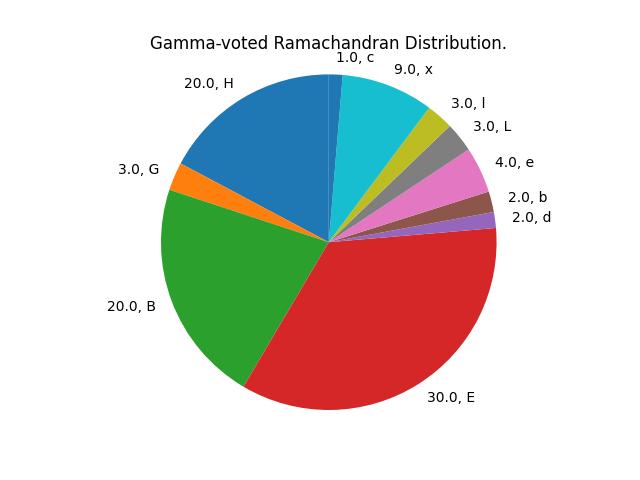 Gamma-voted Ramachandran Distribution.
1.0, c
9.0, x
20.0, H
3.0, l
3.0, L
4.0, e
3.0, G
2.0, b
2.0, d
20.0, B
30.0, E